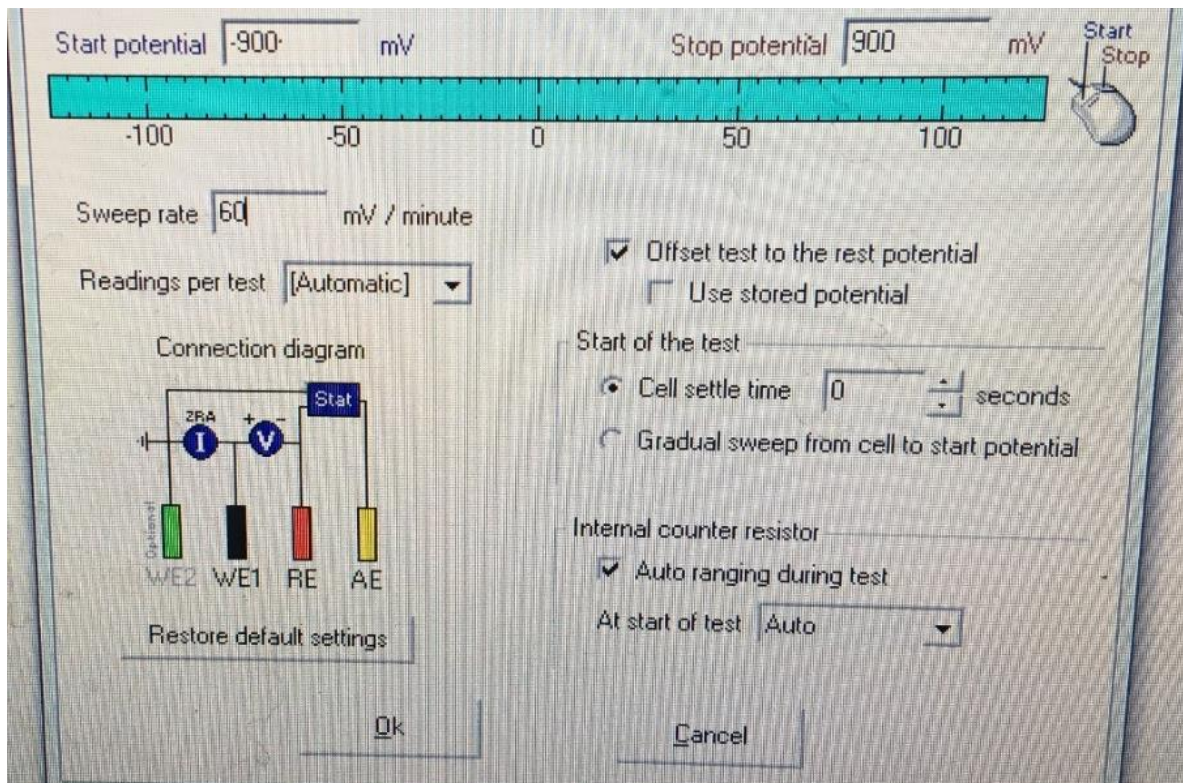 Start potential -900- mV Stop potential 900 mV
Start
Stop
-100 -50 0 50 100
Sweep rate 60 mV / minute
Offset test to the rest potential
Readings per test [Automatic]
Use stored potential
Connection diagram
Start of the test
Stat
Cell settle time 0 seconds
ZRA + -
I V
Gradual sweep from cell to start potential
Optional
Internal counter resistor
WE2 WE1 RE AE
Auto ranging during test
At start of test Auto
Restore default settings
Ok Cancel